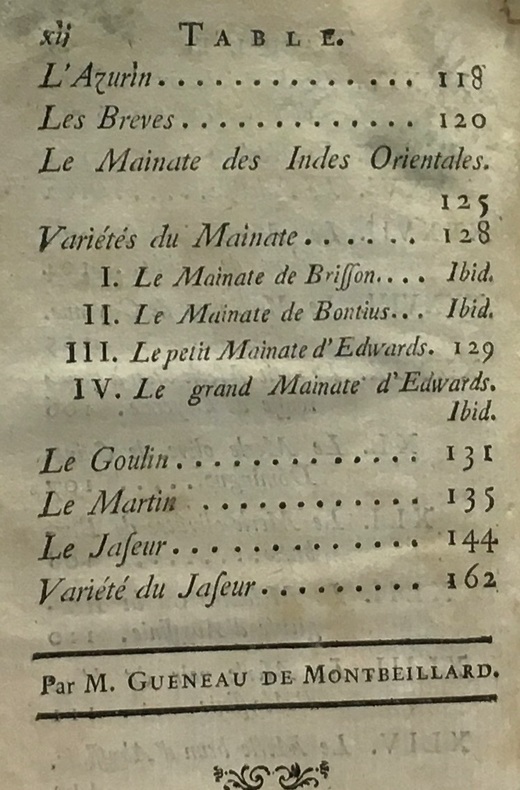 xij TABLE.
L'Azurin.............. 118
Les Breves............. 120
Le Mainate des Indes Orientales.
125
Variétés du Mainate...... 128
I. Le Mainate de Briſſon.... Ibid.
II. Le Mainate de Bontius... Ibid.
III. Le petit Mainate d'Edwards. 129
IV. Le grand Mainate d'Edwards.
Ibid.
Le Goulin............. 131
Le Martin ............ 135
Le Jaſeur.............. 144
Variété du Jaſeur......... 162
Par M. GUENEAU DE MONTBEILLARD.